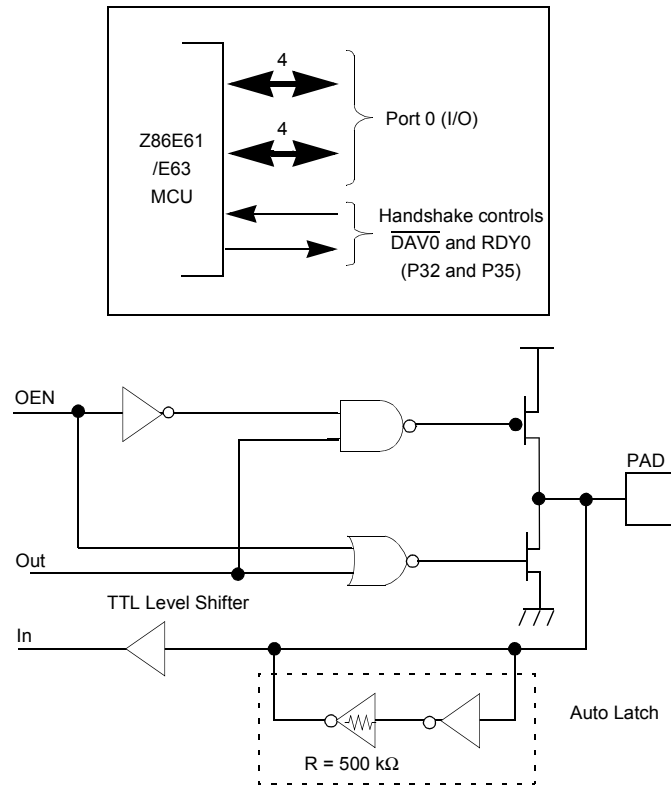 4
Z86E61
/E63
MCU
Port 0 (I/O)
4
Handshake controls
D̅A̅V̅0̅ and RDY0
(P32 and P35)
OEN
PAD
Out
TTL Level Shifter
In
Auto Latch
R = 500 kΩ